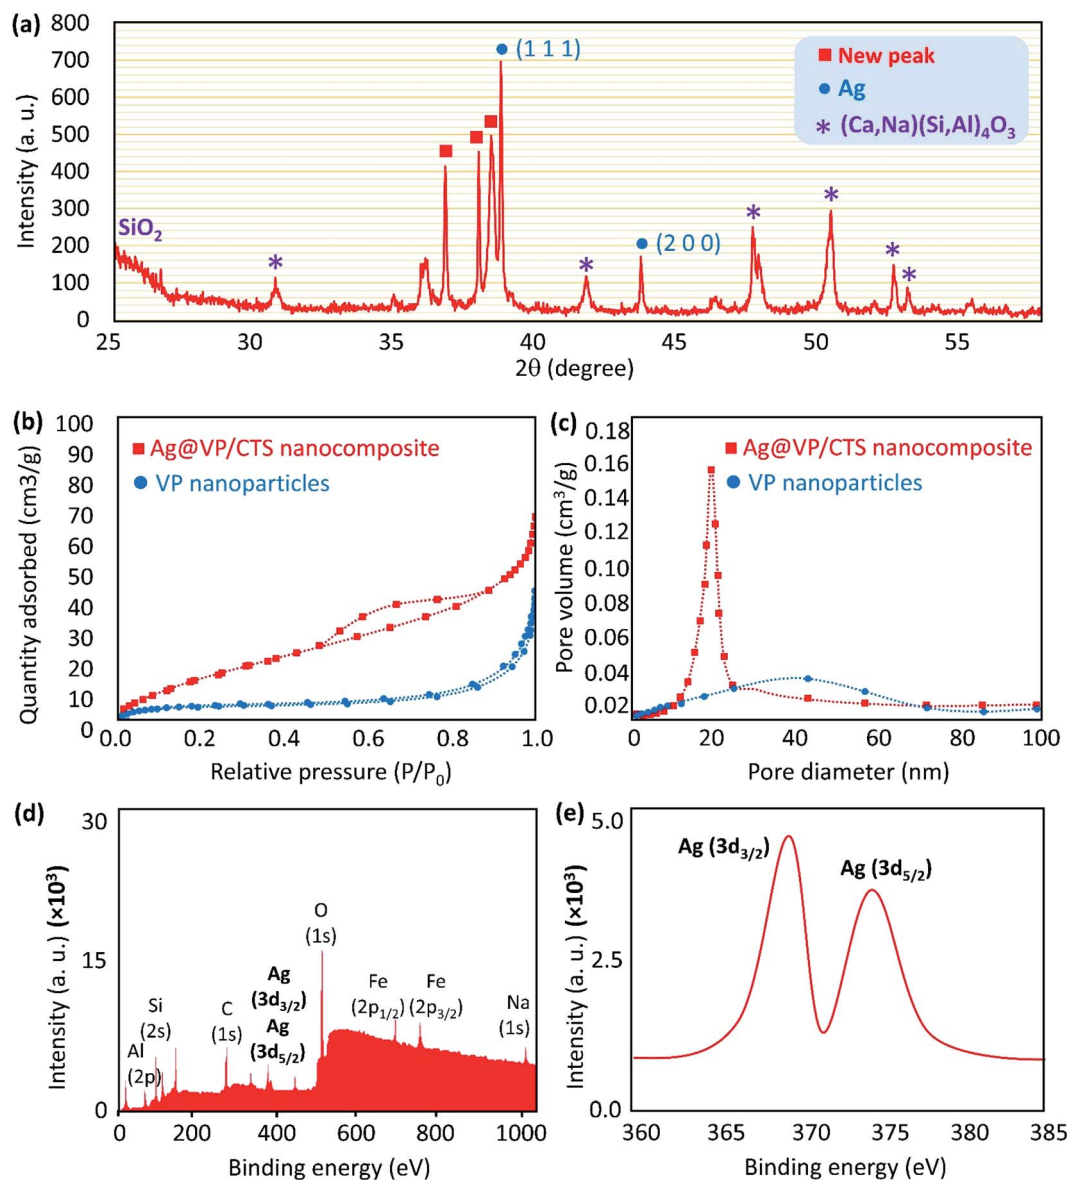 (a)
800
700
600
500
400
300
200
100
0
Intensity (a. u.)
SiO2
(1 1 1)
(2 0 0)
New peak
Ag
(Ca,Na)(Si,Al)4O3
25 30 35 40 45 50 55
2θ (degree)
(b)
100
90
80
70
60
50
40
30
20
10
0
Quantity adsorbed (cm3/g)
Ag@VP/CTS nanocomposite
VP nanoparticles
0.0 0.2 0.4 0.6 0.8 1.0
Relative pressure (P/P0)
(c)
0.18
0.16
0.14
0.12
0.10
0.08
0.06
0.04
0.02
Pore volume (cm3/g)
Ag@VP/CTS nanocomposite
VP nanoparticles
0 20 40 60 80 100
Pore diameter (nm)
(d)
30
15
0
Intensity (a. u.) (×10³)
Al
(2p)
Si
(2s)
C
(1s)
Ag
(3d3/2)
Ag
(3d5/2)
O
(1s)
Fe
(2p1/2)
Fe
(2p3/2)
Na
(1s)
0 200 400 600 800 1000
Binding energy (eV)
(e)
5.0
2.5
0.0
Intensity (a. u.) (×10³)
Ag (3d3/2)
Ag (3d5/2)
360 365 370 375 380 385
Binding energy (eV)